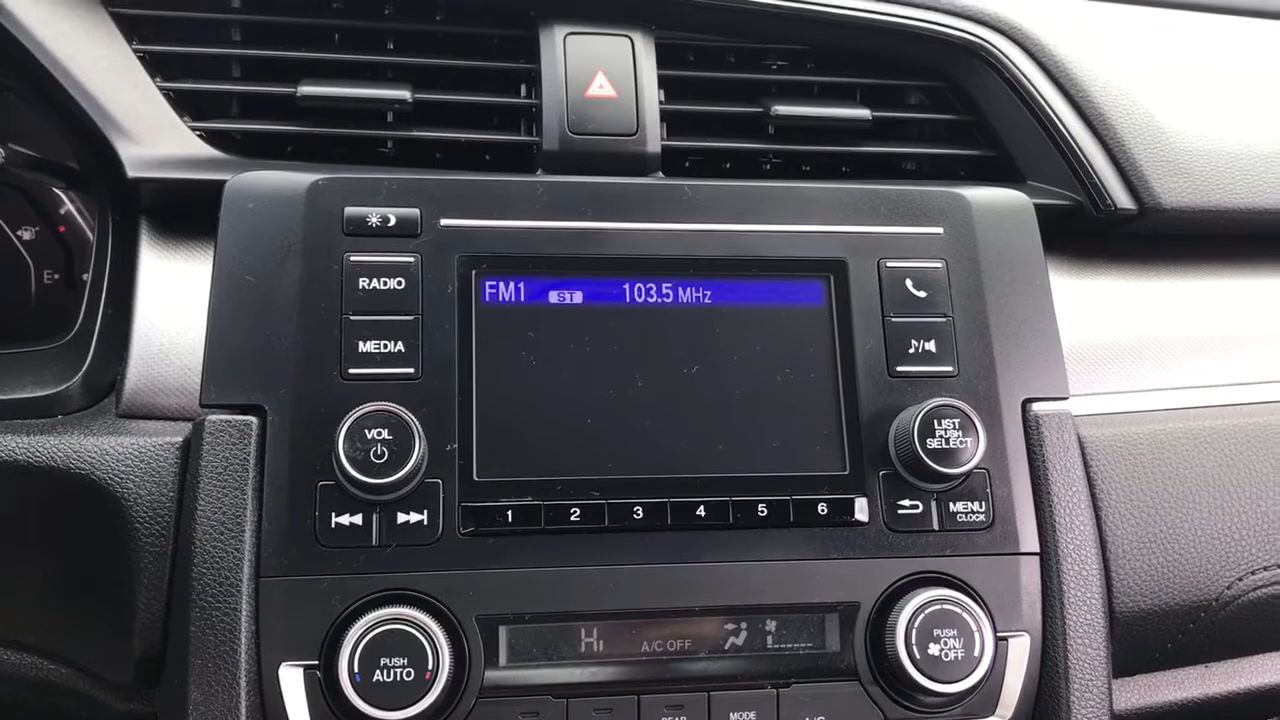 RADIO
MEDIA
FM1 ST 103.5 MHz
VOL
LIST
PUSH
SELECT
1 2 3 4 5 6
MENU
CLOCK
E
Hi A/C OFF
PUSH
AUTO
PUSH
ON/
OFF
REAR
MODE
A/C